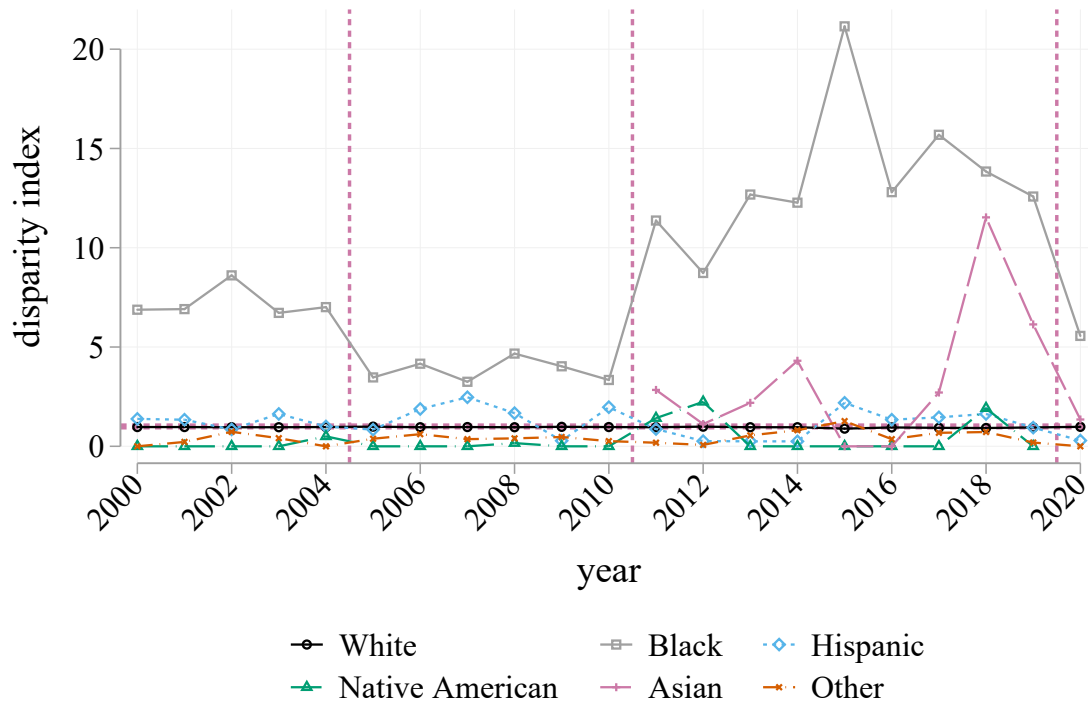 disparity index
20
15
10
5
0
2000 2002 2004 2006 2008 2010 2012 2014 2016 2018 2020
year
White Black Hispanic
Native American Asian Other